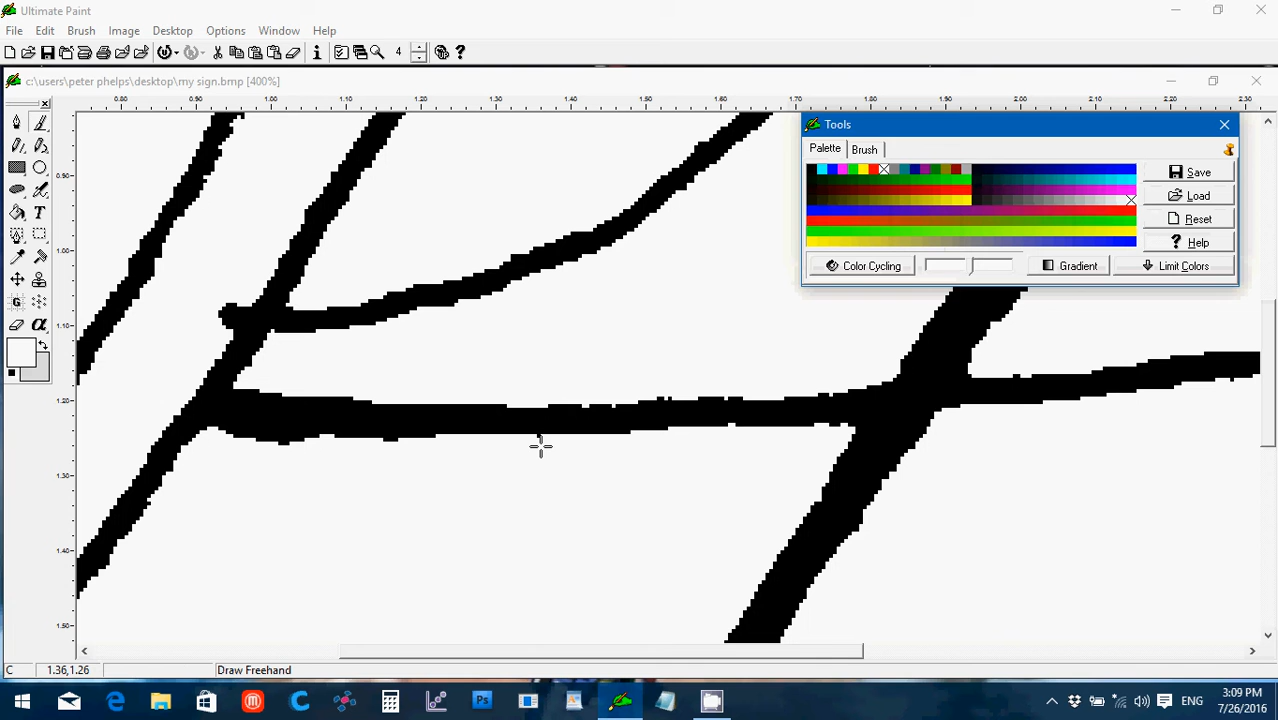 Ultimate Paint
File Edit Brush Image Desktop Options Window Help
4
c:\users\peter phelps\desktop\my sign.bmp [400%]
0.00 0.90 1.00 1.10 1.20 1.30 1.40 1.50 1.60 1.70 1.80 1.90 2.00 2.10 2.20 2.30
Tools
Palette Brush
Save
Load
Reset
Help
Color Cycling Gradient Limit Colors
0.90
1.00
1.10
1.20
1.30
1.40
1.50
C 1.36,1.26 Draw Freehand
ENG 3:09 PM
7/26/2016